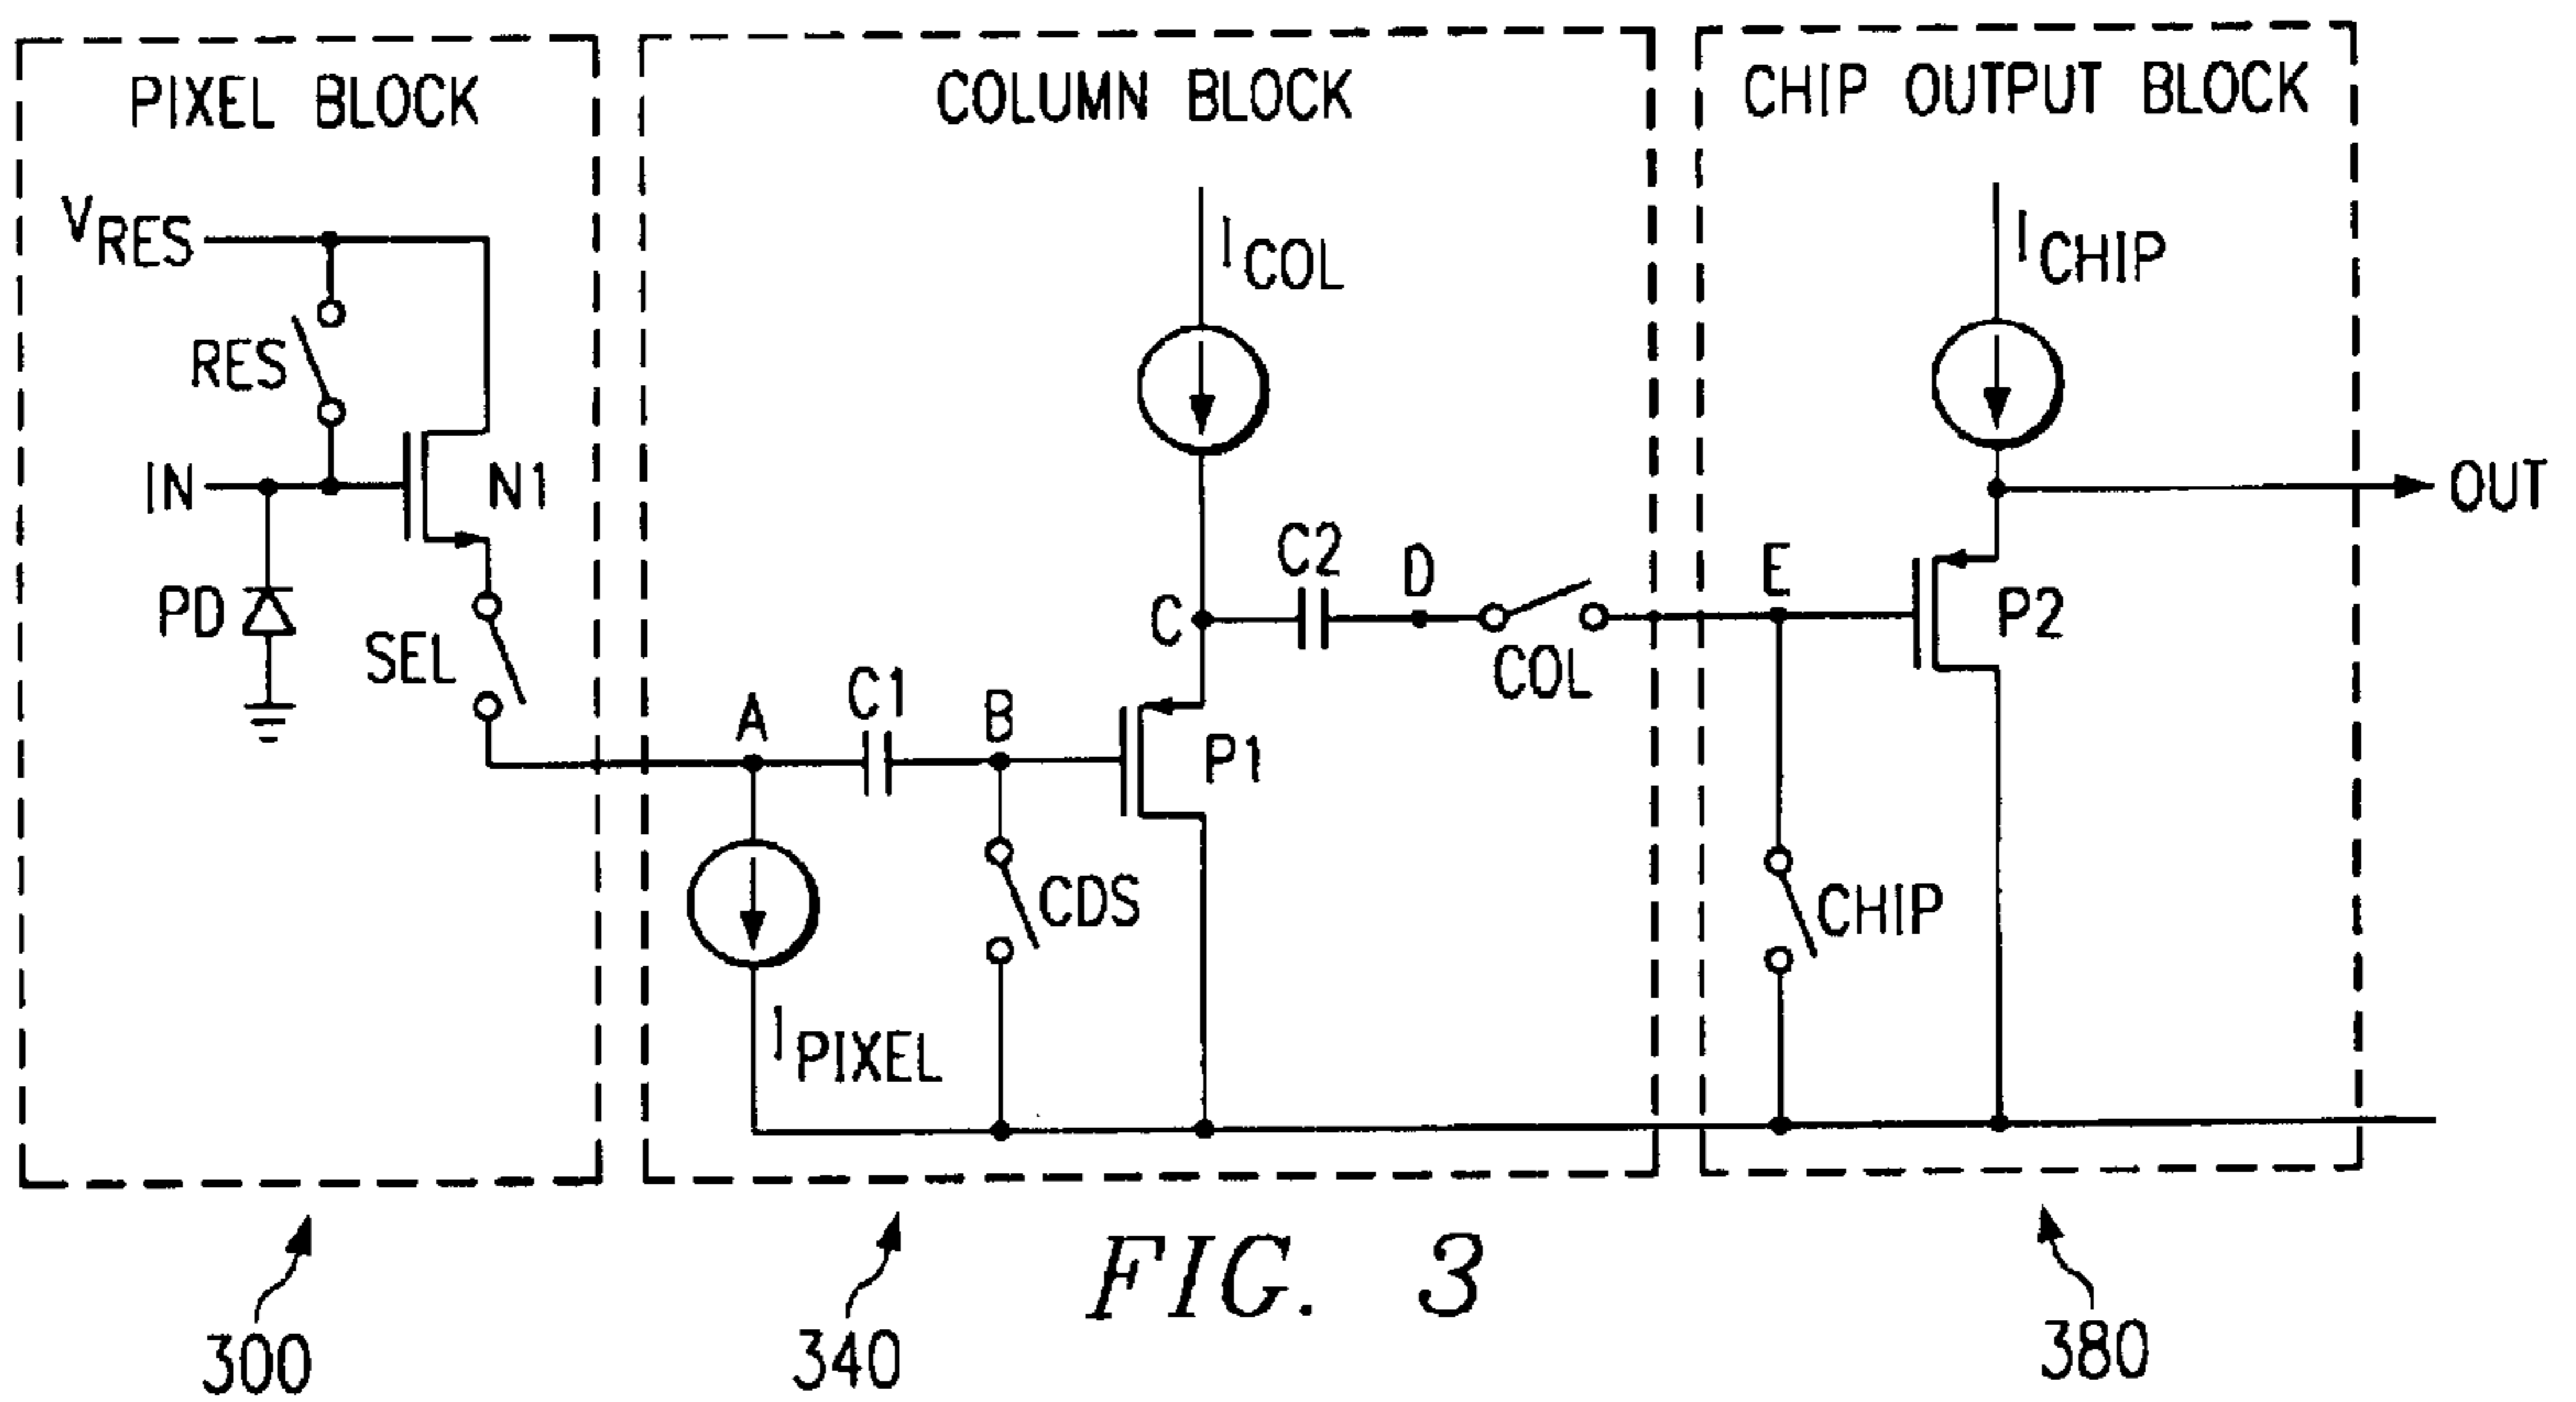 PIXEL BLOCK
COLUMN BLOCK
CHIP OUTPUT BLOCK
VRES
RES
IN
N1
PD
SEL
ICOL
ICHIP
OUT
C2
D
E
C
COL
P2
A
C1
B
P1
CDS
CHIP
IPIXEL
FIG. 3
300
340
380